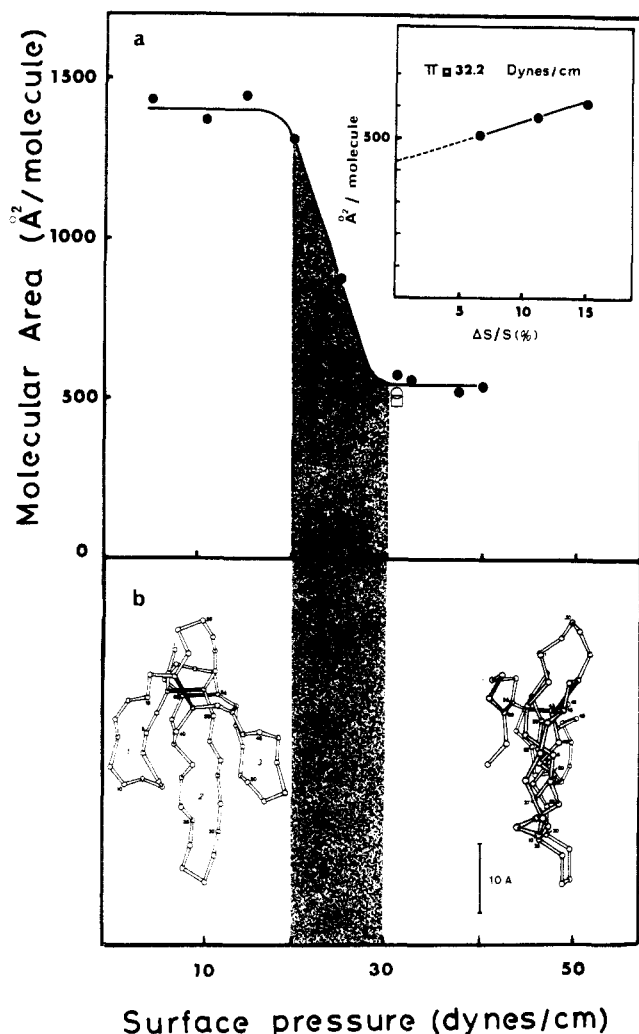 a
1500
1000
500
0
Molecular Area (Å²/molecule)
π = 32.2 Dynes/cm
500
Å²/ molecule
5 10 15
ΔS/S(%)
b
1
2
3
10 A
10 30 50
Surface pressure (dynes/cm)